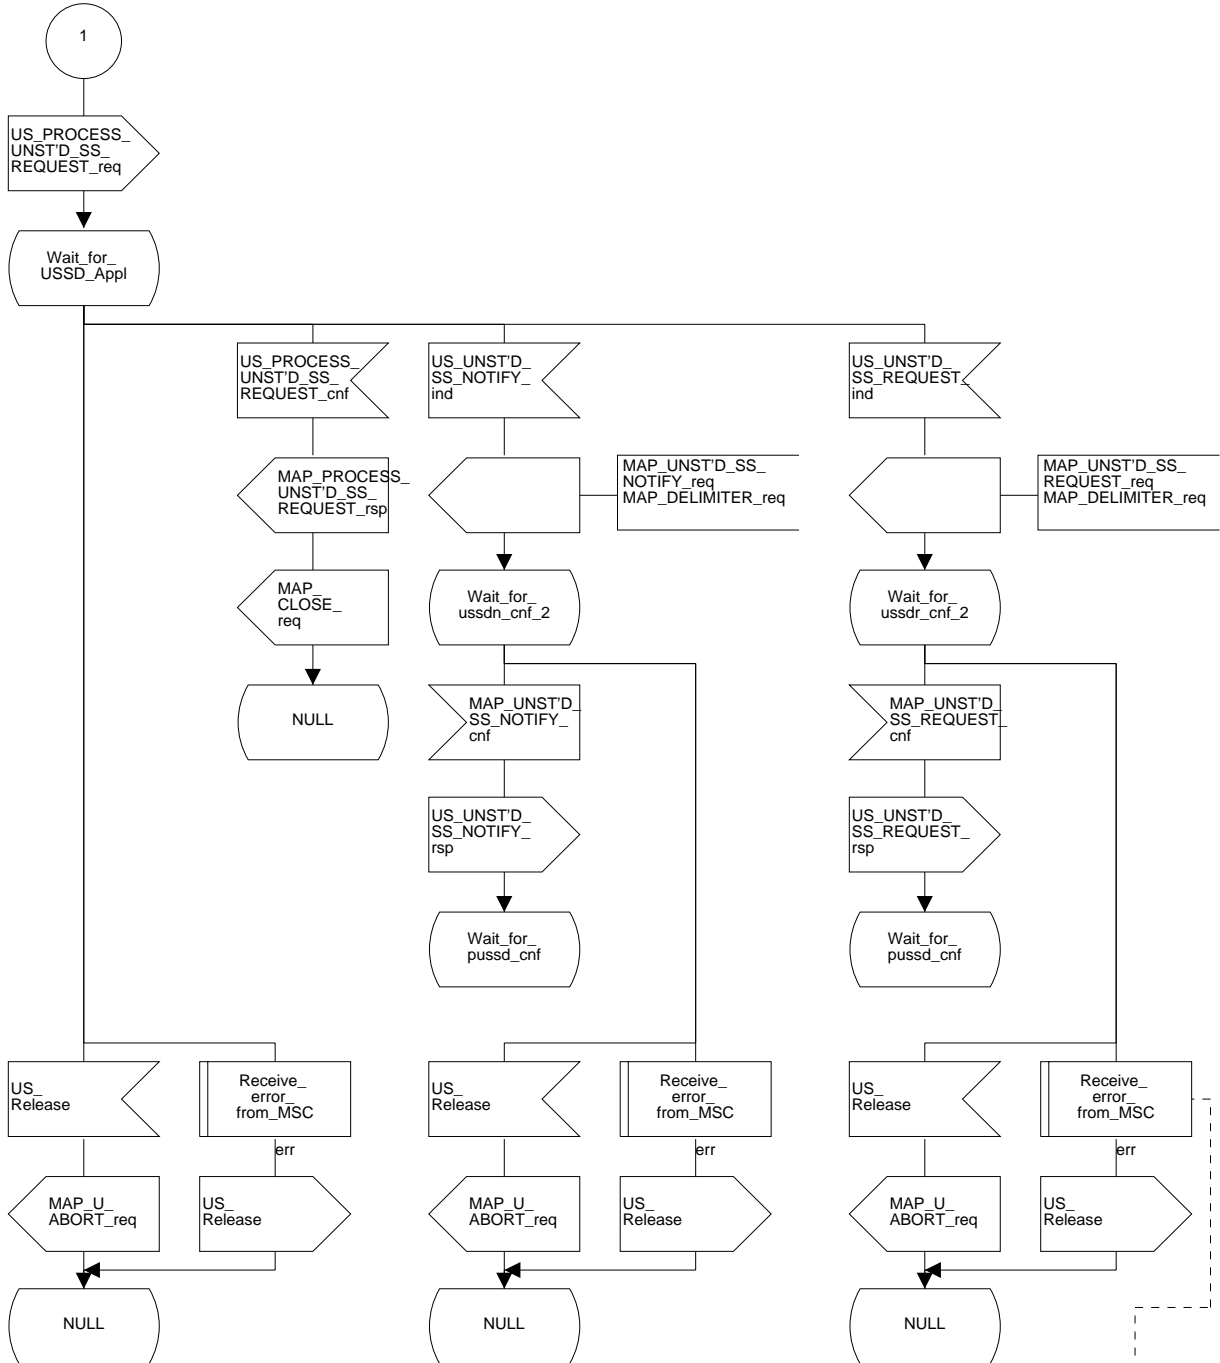 1
US_PROCESS_
UNST'D_SS_
REQUEST_req
Wait_for_
USSD_Appl
US_PROCESS_
UNST'D_SS_
REQUEST_cnf
US_UNST'D_
SS_NOTIFY_
ind
US_UNST'D_
SS_REQUEST_
ind
MAP_PROCESS_
UNST'D_SS_
REQUEST_rsp
MAP_UNST'D_SS_
NOTIFY_req
MAP_DELIMITER_req
MAP_UNST'D_SS_
REQUEST_req
MAP_DELIMITER_req
MAP_
CLOSE_
req
Wait_for_
ussdn_cnf_2
Wait_for_
ussdr_cnf_2
NULL
MAP_UNST'D_
SS_NOTIFY_
cnf
MAP_UNST'D_
SS_REQUEST_
cnf
US_UNST'D_
SS_NOTIFY_
rsp
US_UNST'D_
SS_REQUEST_
rsp
Wait_for_
pussd_cnf
Wait_for_
pussd_cnf
US_
Release
Receive_
error_
from_MSC
US_
Release
Receive_
error_
from_MSC
US_
Release
Receive_
error_
from_MSC
err
err
err
MAP_U_
ABORT_req
US_
Release
MAP_U_
ABORT_req
US_
Release
MAP_U_
ABORT_req
US_
Release
NULL
NULL
NULL